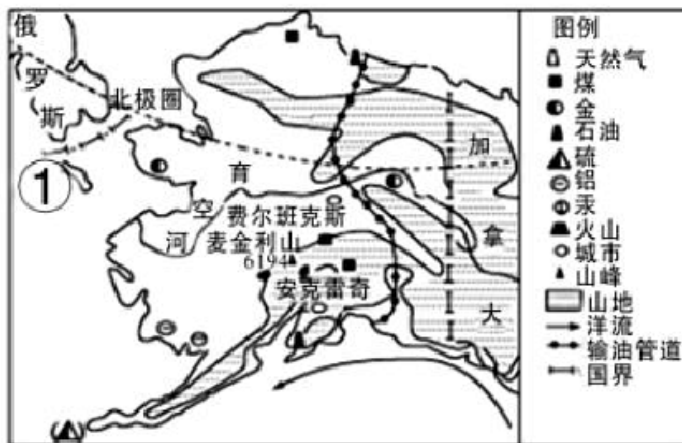 俄
罗
斯
北极圈
①
育
空
河
费尔班克斯
麦金利山
6194
安克雷奇
加
拿
大
图例
天然气
煤
金
石油
硫
铝
汞
火山
城市
山峰
山地
洋流
输油管道
国界